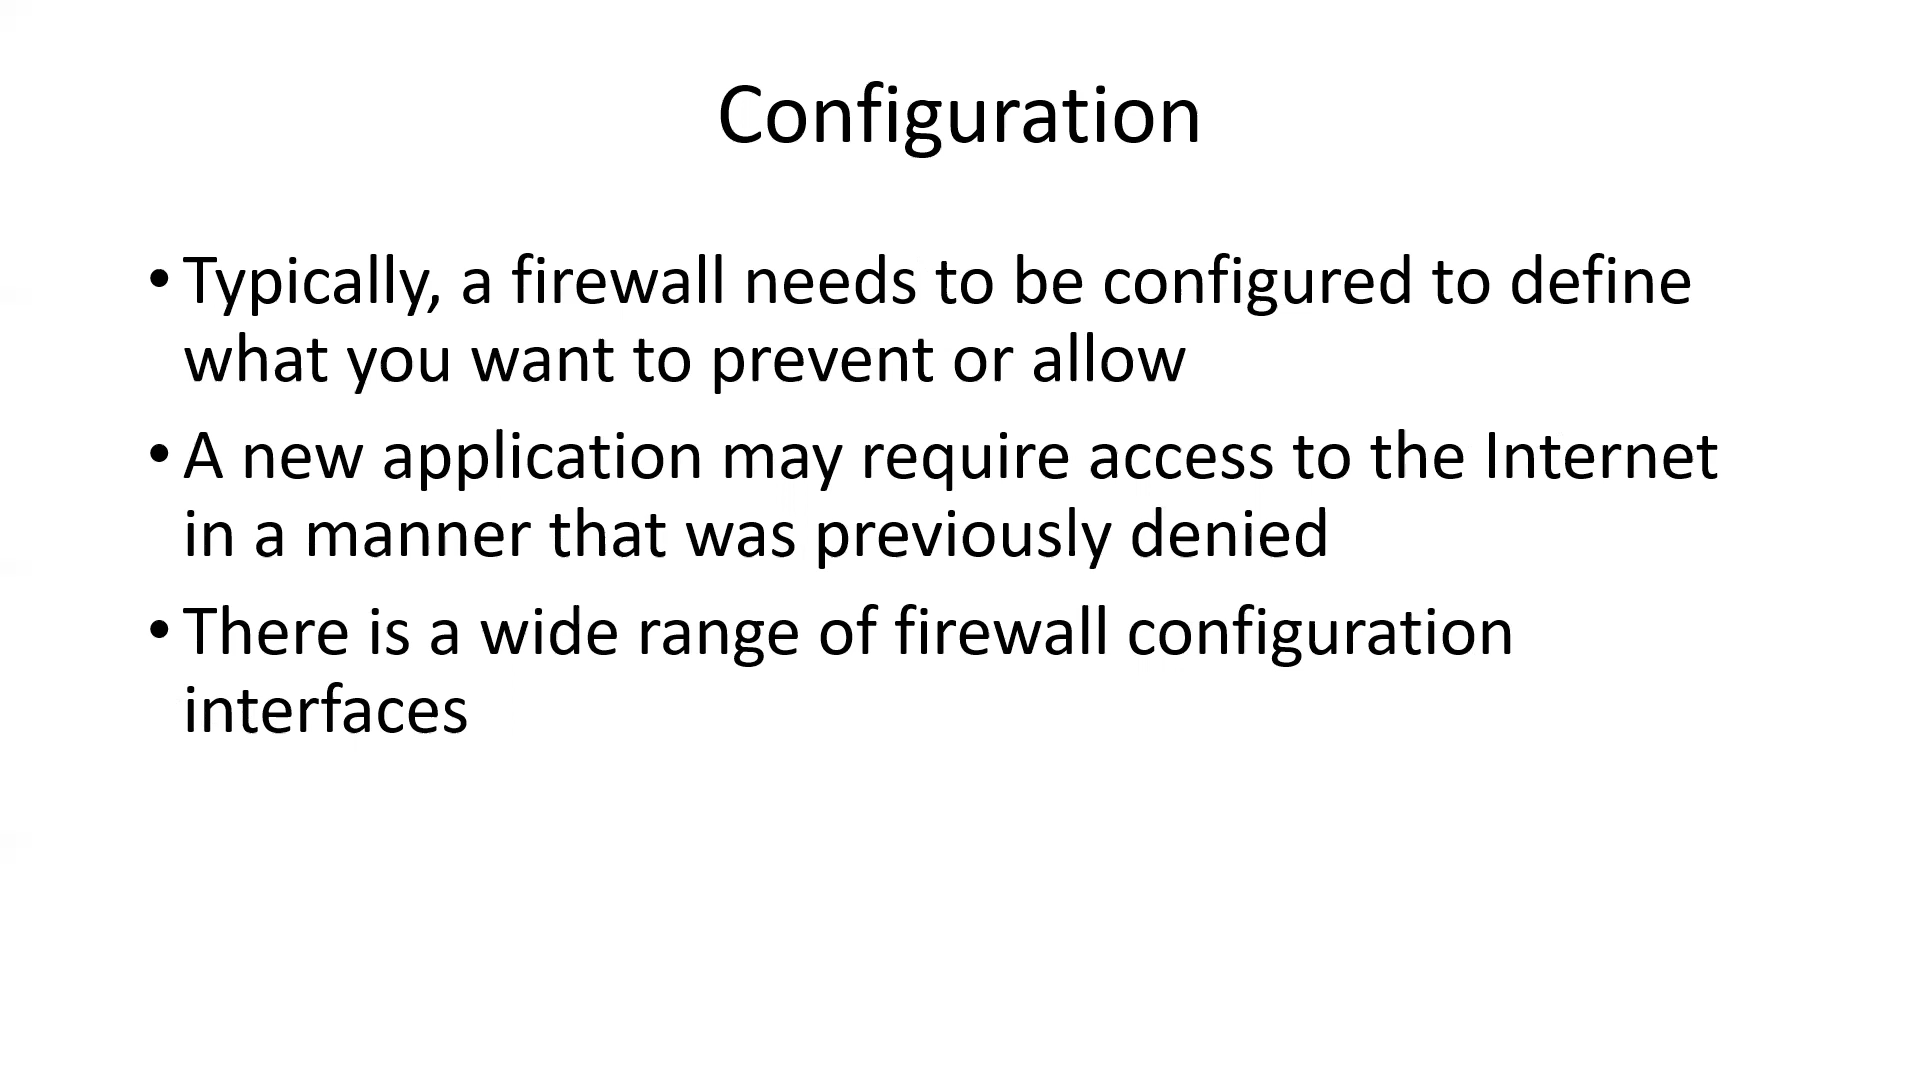 Configuration
• Typically, a firewall needs to be configured to define
what you want to prevent or allow
• A new application may require access to the Internet
in a manner that was previously denied
• There is a wide range of firewall configuration
interfaces